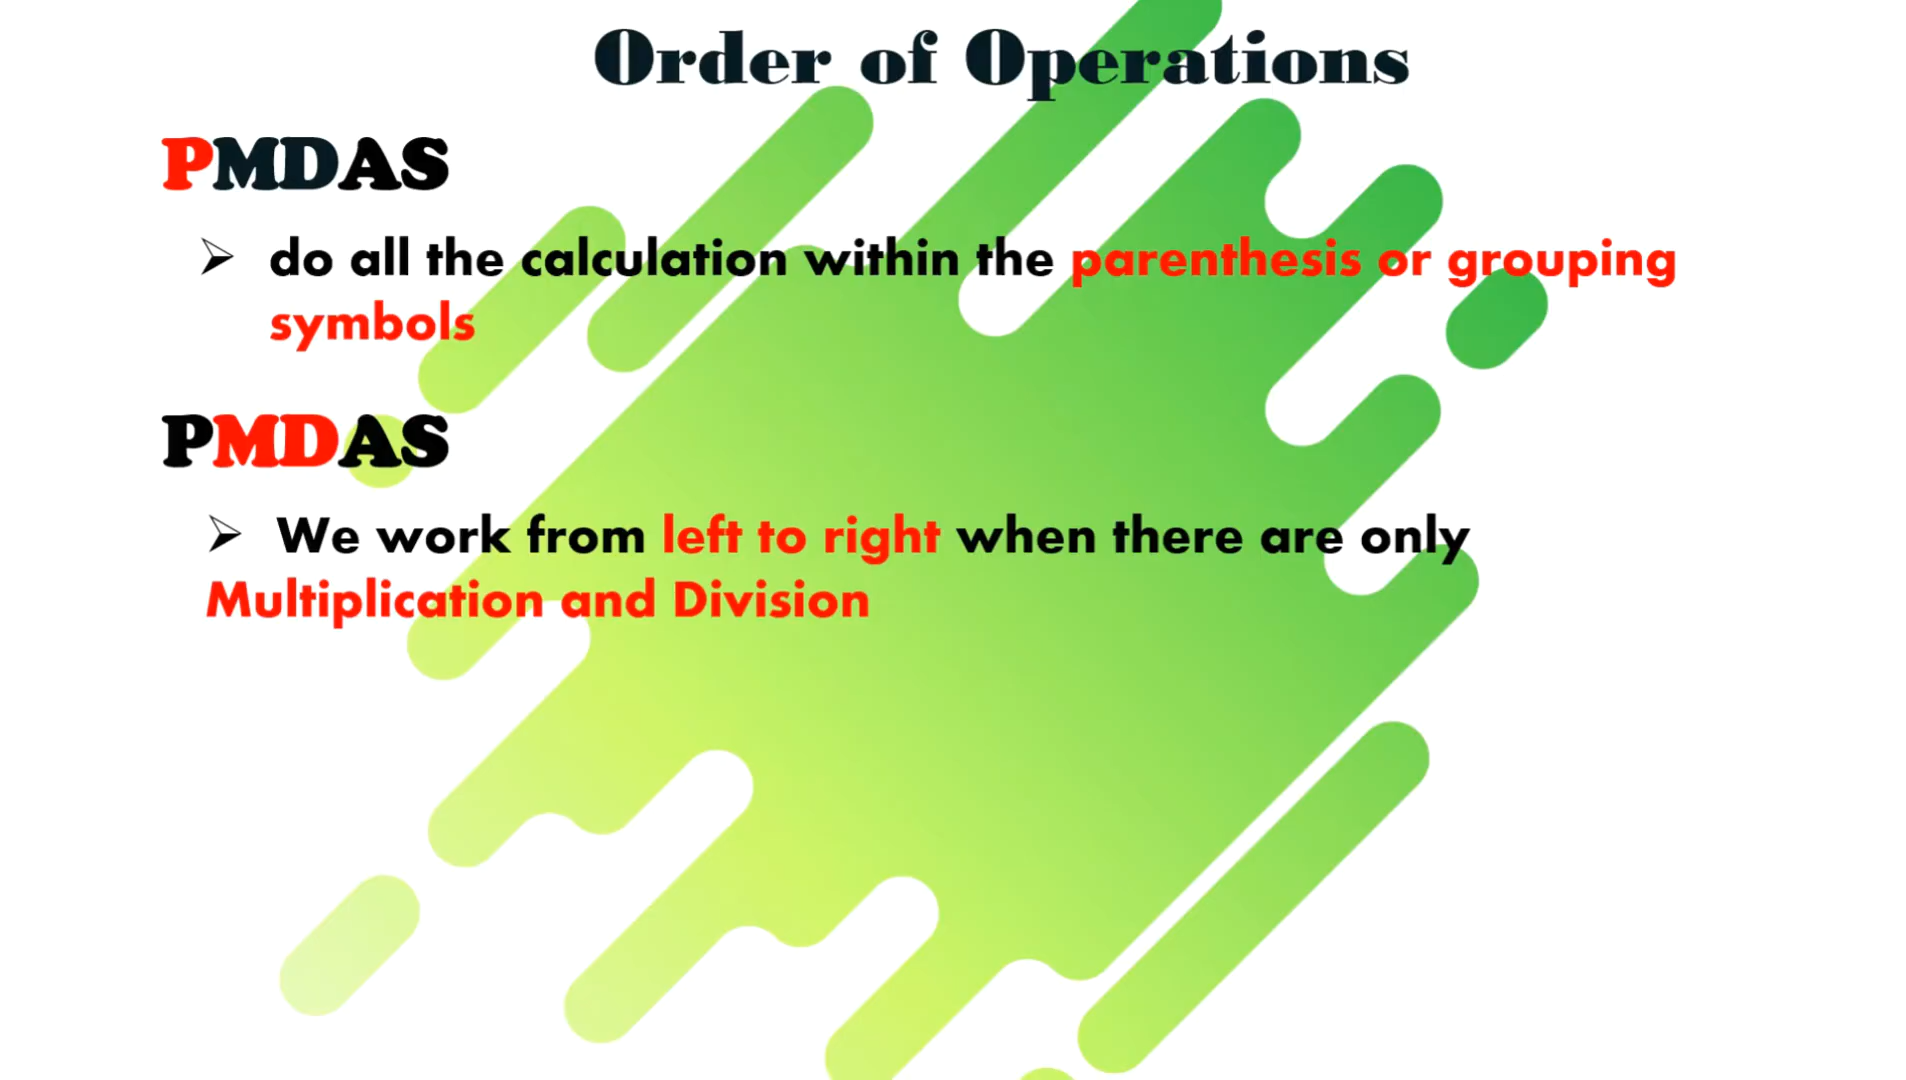 Order of Operations
PMDAS
➢ do all the calculation within the parenthesis or grouping
symbols
PMDAS
➢ We work from left to right when there are only
Multiplication and Division